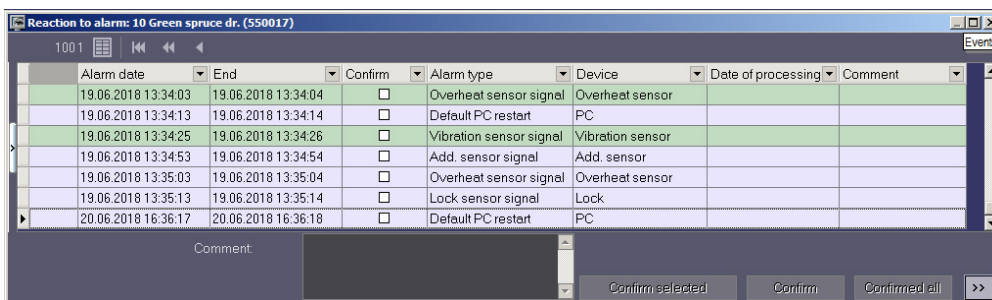 Reaction to alarm: 10 Green spruce dr. (550017)
1001
Event
Alarm date End Confirm Alarm type Device Date of processing Comment
19.06.2018 13:34:03 19.06.2018 13:34:04 Overheat sensor signal Overheat sensor
19.06.2018 13:34:13 19.06.2018 13:34:14 Default PC restart PC
19.06.2018 13:34:25 19.06.2018 13:34:26 Vibration sensor signal Vibration sensor
19.06.2018 13:34:53 19.06.2018 13:34:54 Add. sensor signal Add. sensor
19.06.2018 13:35:03 19.06.2018 13:35:04 Overheat sensor signal Overheat sensor
19.06.2018 13:35:13 19.06.2018 13:35:14 Lock sensor signal Lock
20.06.2018 16:36:17 20.06.2018 16:36:18 Default PC restart PC
Comment:
Confirm selected Confirm Confirmed all >>